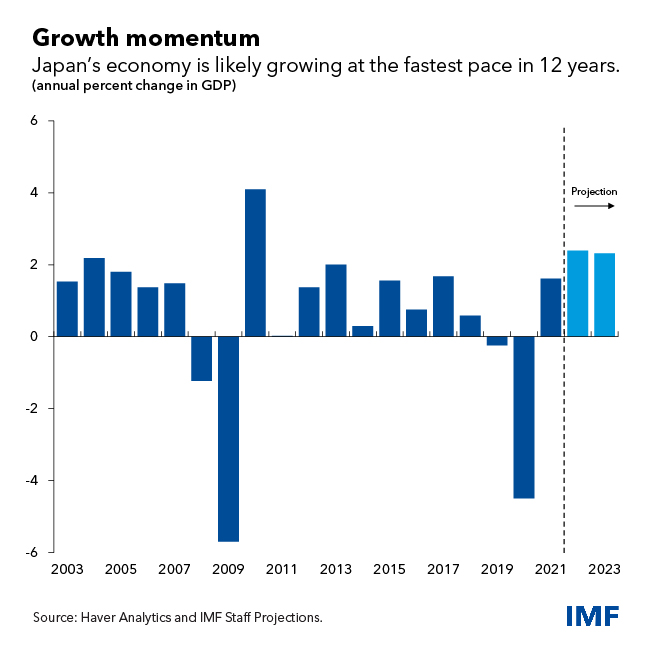 Growth momentum
Japan’s economy is likely growing at the fastest pace in 12 years.
(annual percent change in GDP)
6
4
2
0
-2
-4
-6
Projection
2003 2005 2007 2009 2011 2013 2015 2017 2019 2021 2023
Source: Haver Analytics and IMF Staff Projections.
IMF